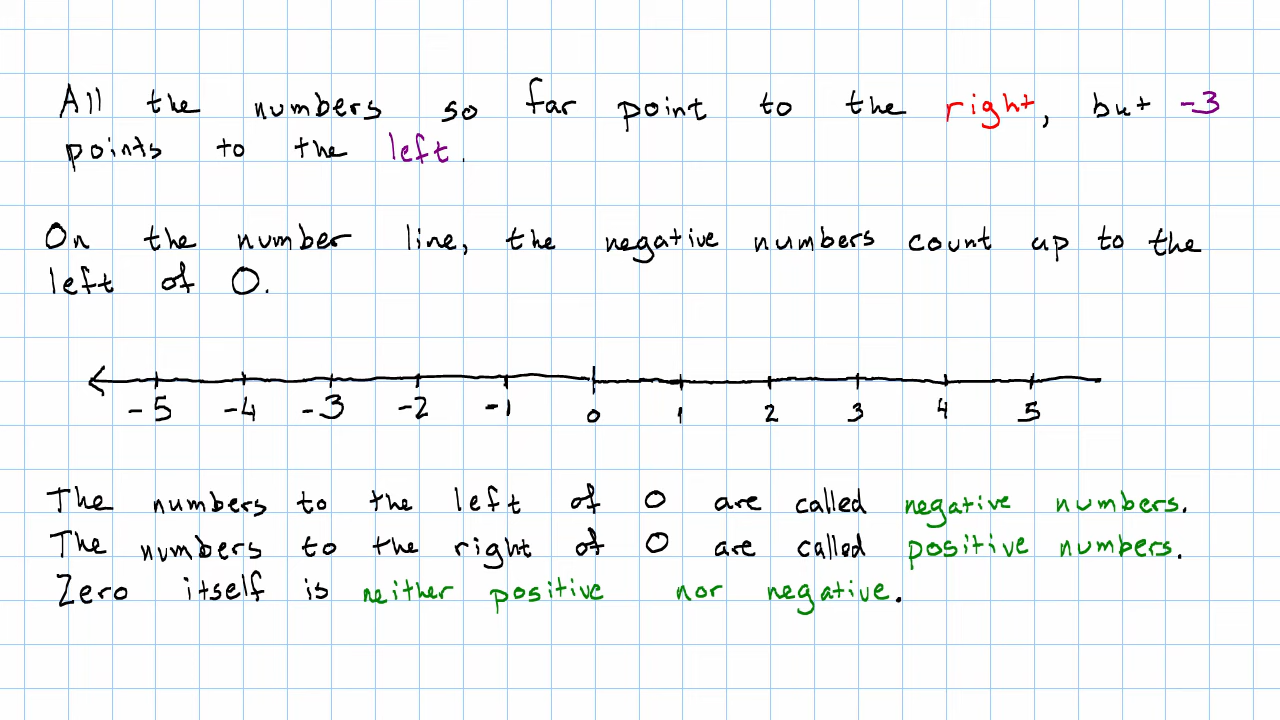 All the numbers so far point to the right, but -3
points to the left.
On the number line, the negative numbers count up to the
left of 0.
-5 -4 -3 -2 -1 0 1 2 3 4 5
The numbers to the left of 0 are called negative numbers.
The numbers to the right of 0 are called positive numbers.
Zero itself is neither positive nor negative.